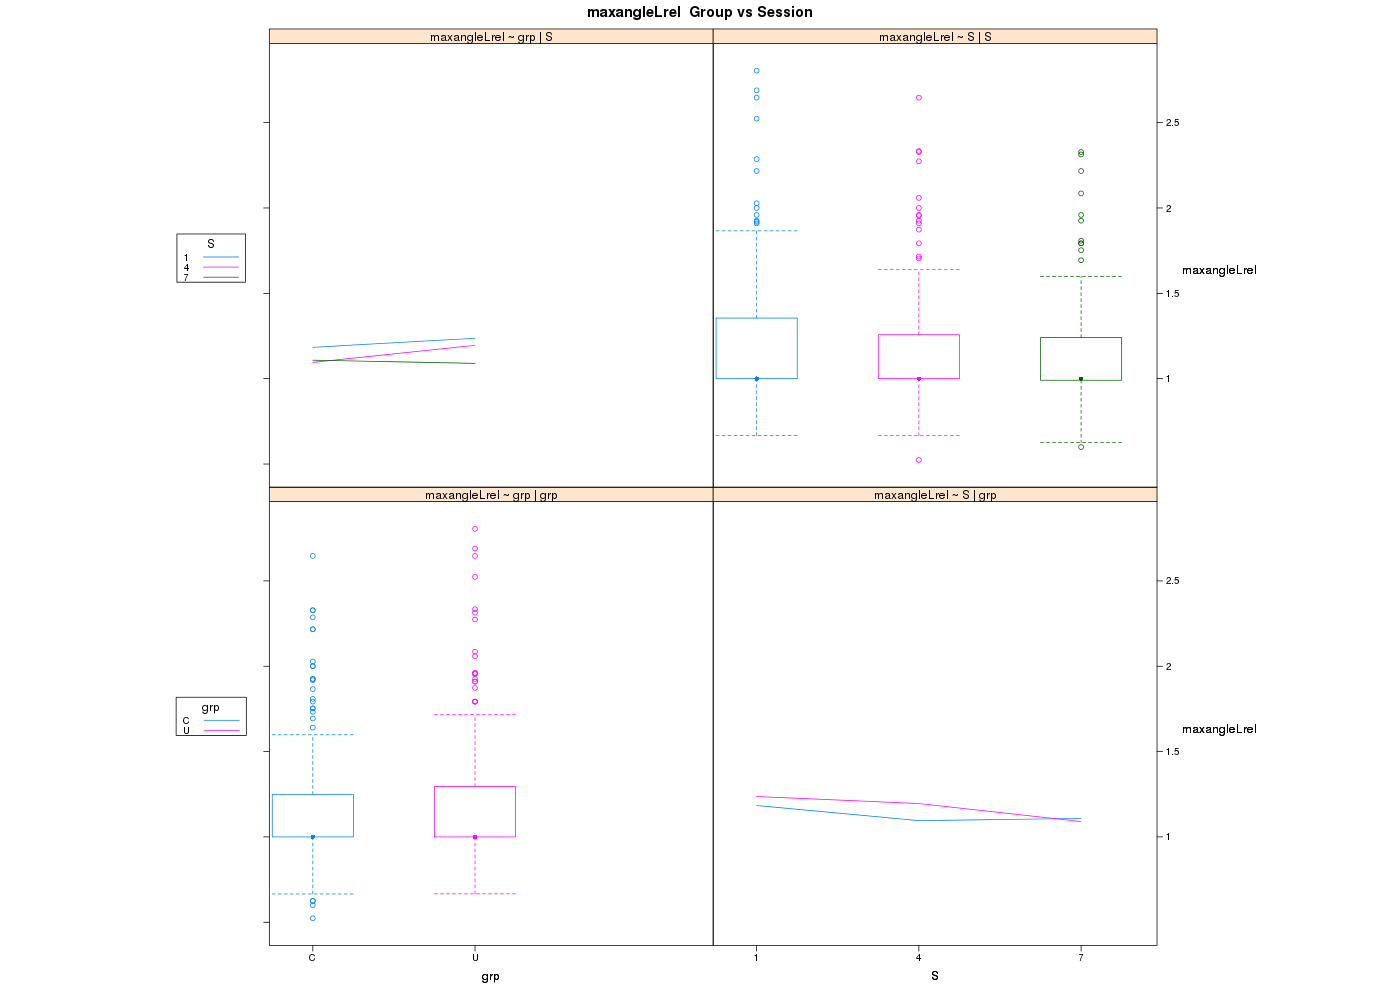 maxangleLrel  Group vs Session
maxangleLrel ~ grp | S
maxangleLrel ~ S | S
2.5
2
1.5
1
maxangleLrel
S
1
4
7
maxangleLrel ~ grp | grp
maxangleLrel ~ S | grp
2.5
2
1.5
1
maxangleLrel
grp
C
U
C U
1 4 7
grp
S